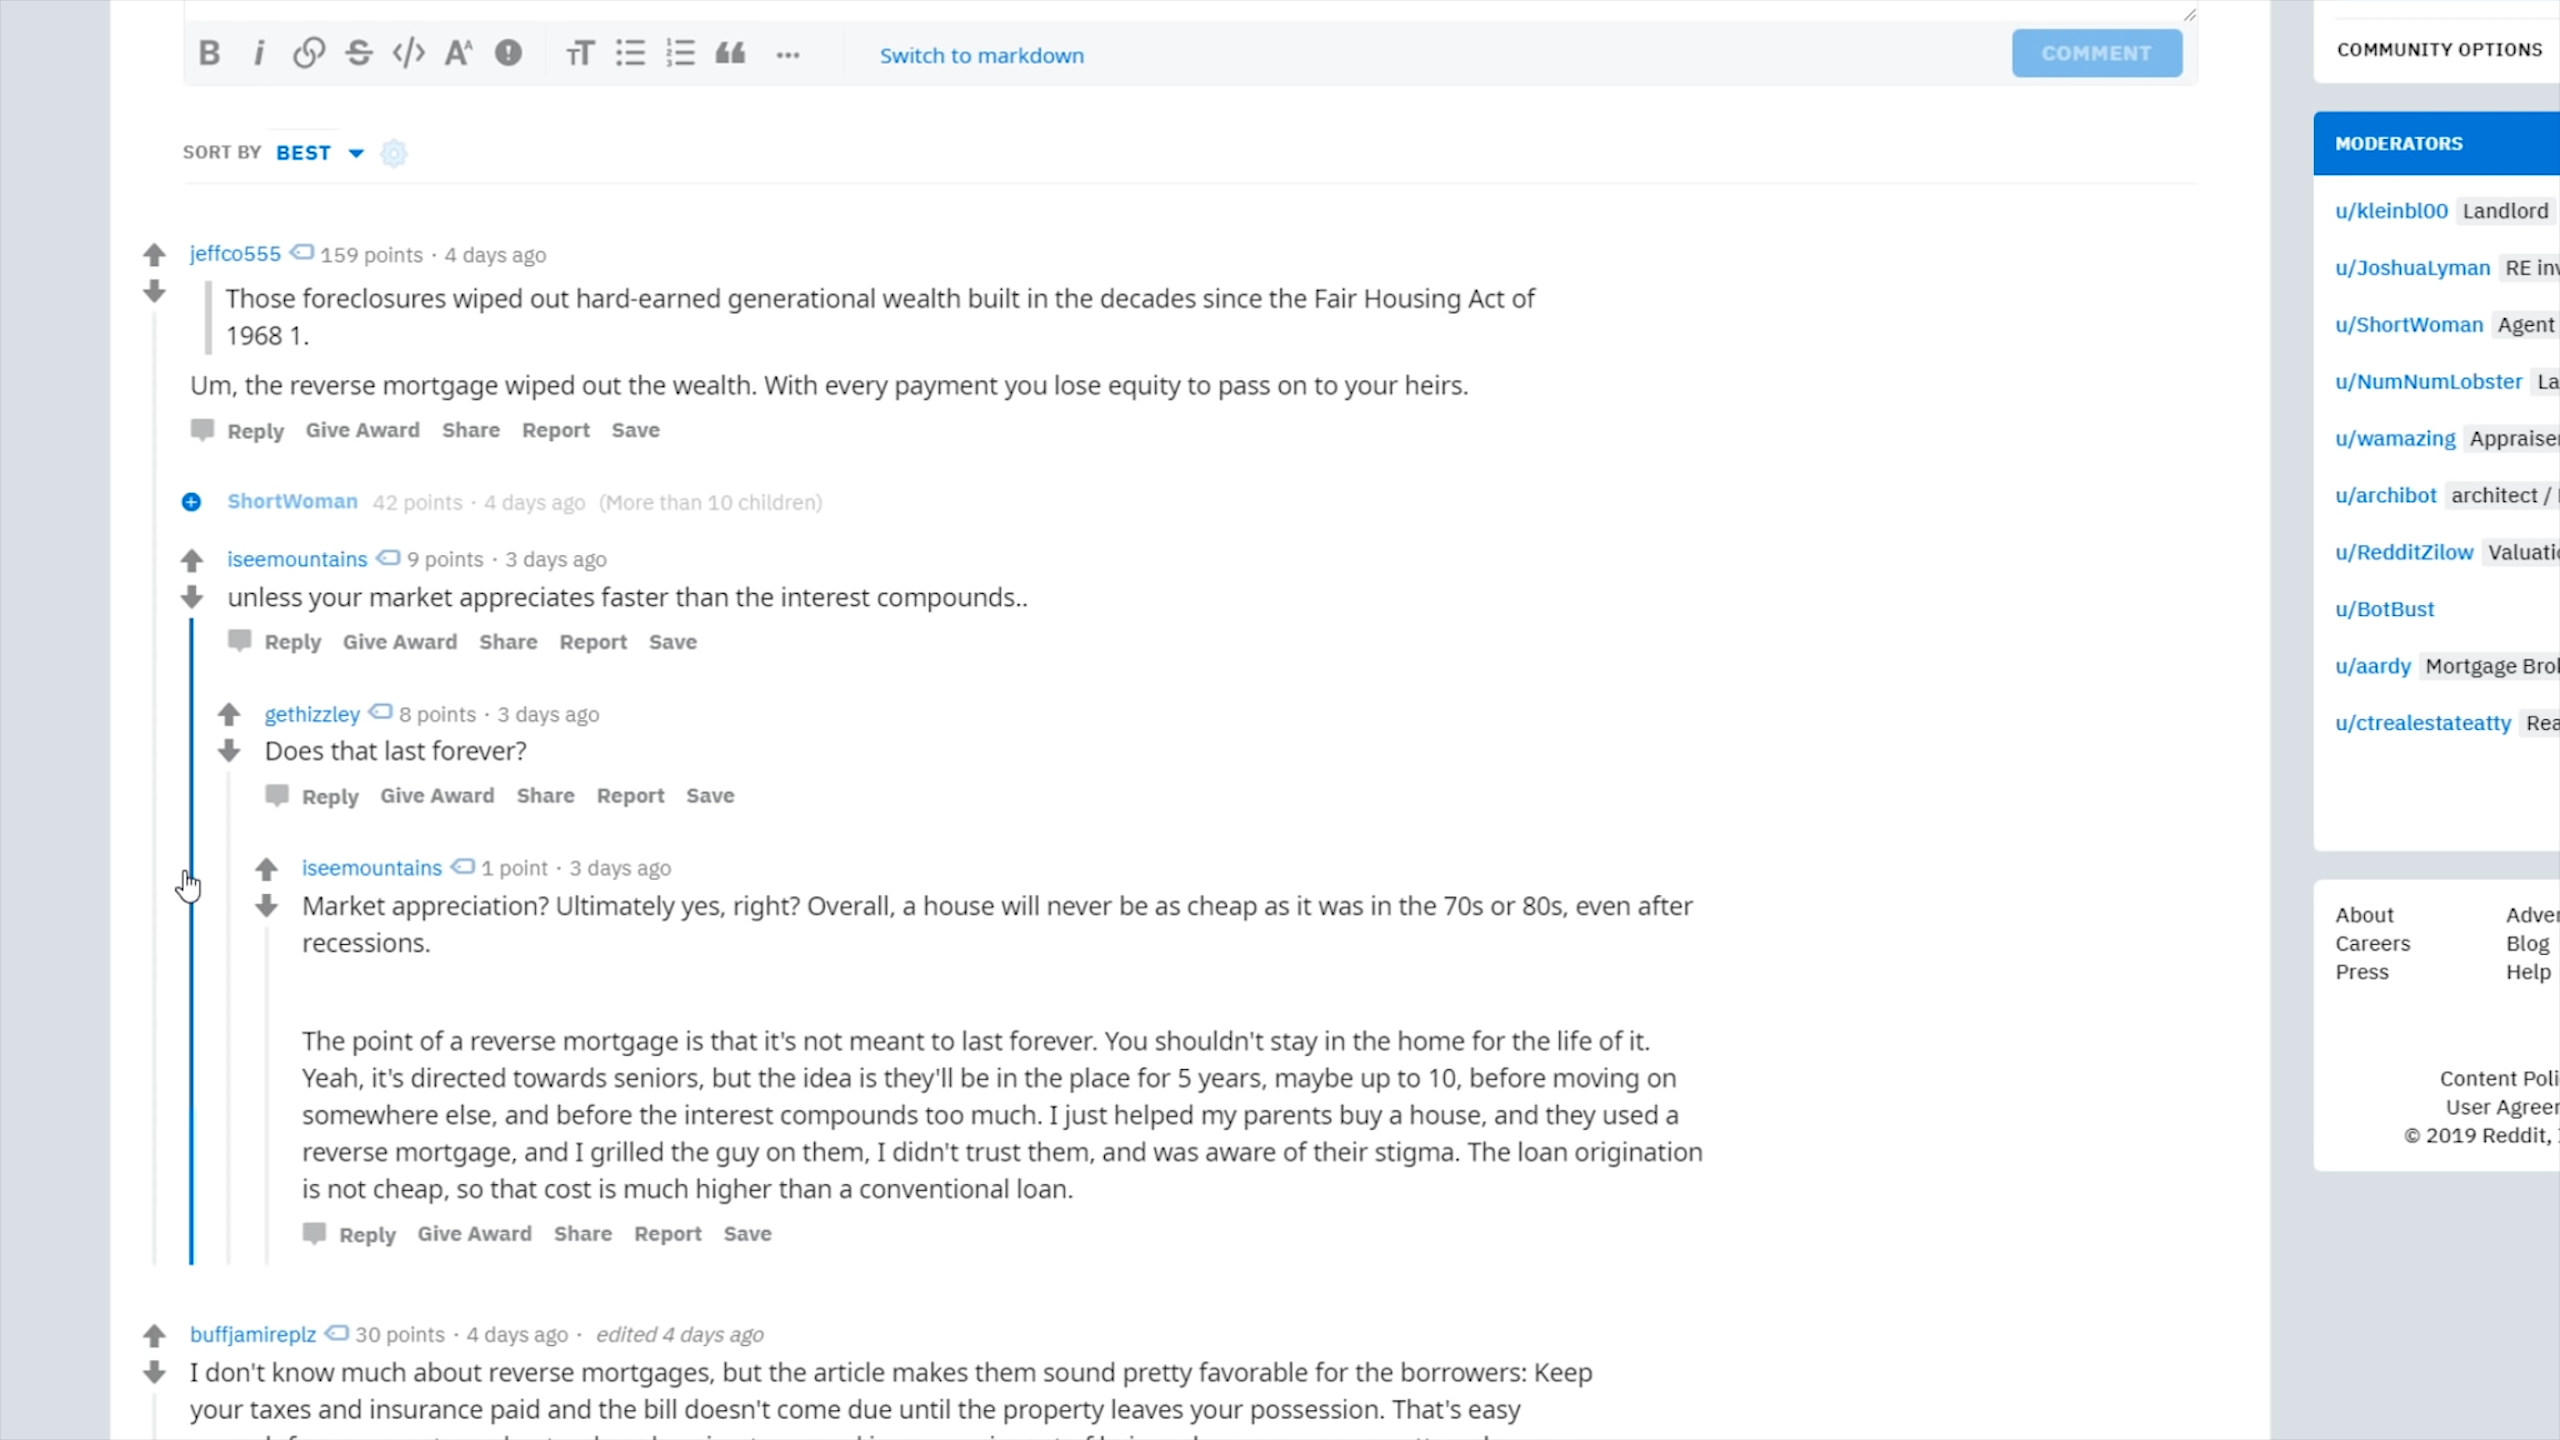 B i S </> A^ Switch to markdown COMMENT
SORT BY BEST
jeffco555 159 points · 4 days ago
Those foreclosures wiped out hard-earned generational wealth built in the decades since the Fair Housing Act of
1968 1.
Um, the reverse mortgage wiped out the wealth. With every payment you lose equity to pass on to your heirs.
Reply Give Award Share Report Save
ShortWoman 42 points · 4 days ago (More than 10 children)
iseemountains 9 points · 3 days ago
unless your market appreciates faster than the interest compounds..
Reply Give Award Share Report Save
gethizzley 8 points · 3 days ago
Does that last forever?
Reply Give Award Share Report Save
iseemountains 1 point · 3 days ago
Market appreciation? Ultimately yes, right? Overall, a house will never be as cheap as it was in the 70s or 80s, even after
recessions.
The point of a reverse mortgage is that it's not meant to last forever. You shouldn't stay in the home for the life of it.
Yeah, it's directed towards seniors, but the idea is they'll be in the place for 5 years, maybe up to 10, before moving on
somewhere else, and before the interest compounds too much. I just helped my parents buy a house, and they used a
reverse mortgage, and I grilled the guy on them, I didn't trust them, and was aware of their stigma. The loan origination
is not cheap, so that cost is much higher than a conventional loan.
Reply Give Award Share Report Save
buffjamireplz 30 points · 4 days ago · edited 4 days ago
I don't know much about reverse mortgages, but the article makes them sound pretty favorable for the borrowers: Keep
your taxes and insurance paid and the bill doesn't come due until the property leaves your possession. That's easy
COMMUNITY OPTIONS
MODERATORS
u/kleinbl00 Landlord
u/JoshuaLyman RE inv
u/ShortWoman Agent
u/NumNumLobster La
u/wamazing Appraiser
u/archibot architect /
u/RedditZilow Valuati
u/BotBust
u/aardy Mortgage Brol
u/ctrealestateatty Rea
About Adver
Careers Blog
Press Help
Content Poli
User Agreer
© 2019 Reddit,